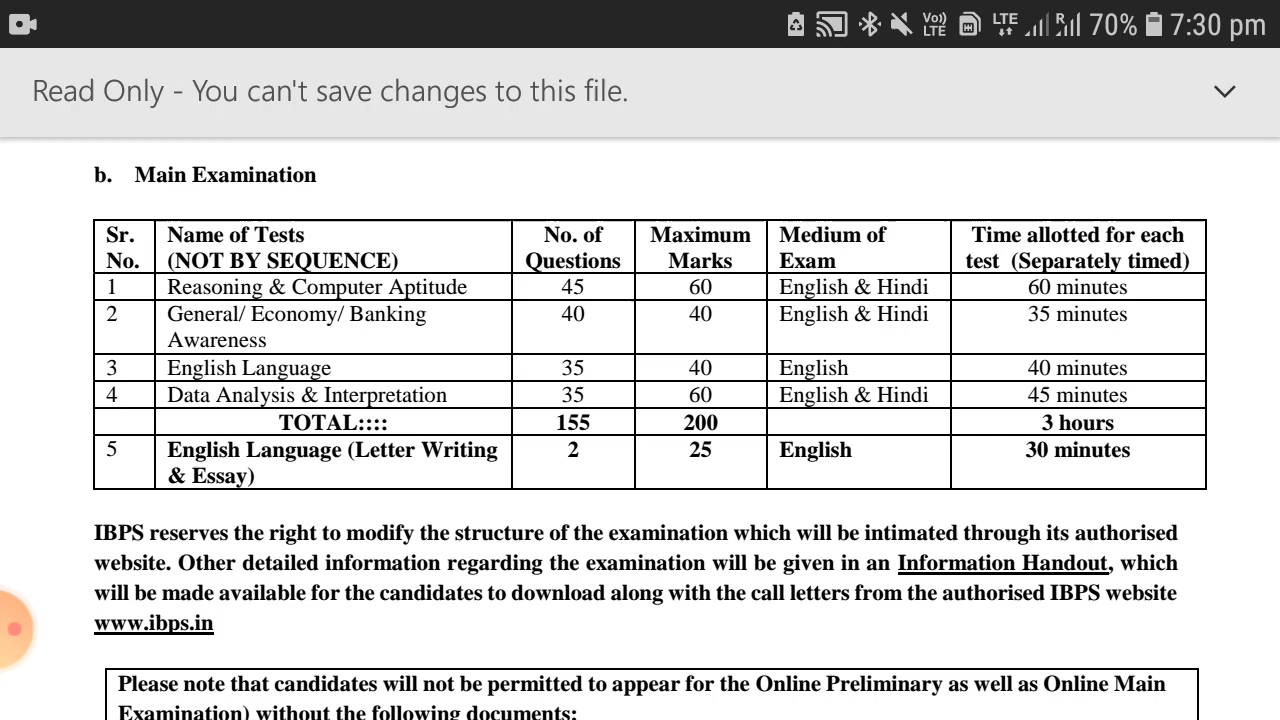 Vo))
LTE
LTE
R
70%
7:30 pm
Read Only - You can't save changes to this file.
b. Main Examination
Sr. No. Name of Tests (NOT BY SEQUENCE) No. of Questions Maximum Marks Medium of Exam Time allotted for each test (Separately timed)
1 Reasoning & Computer Aptitude 45 60 English & Hindi 60 minutes
2 General/ Economy/ Banking Awareness 40 40 English & Hindi 35 minutes
3 English Language 35 40 English 40 minutes
4 Data Analysis & Interpretation 35 60 English & Hindi 45 minutes
TOTAL:::: 155 200 3 hours
5 English Language (Letter Writing & Essay) 2 25 English 30 minutes
IBPS reserves the right to modify the structure of the examination which will be intimated through its authorised
website. Other detailed information regarding the examination will be given in an Information Handout, which
will be made available for the candidates to download along with the call letters from the authorised IBPS website
www.ibps.in
Please note that candidates will not be permitted to appear for the Online Preliminary as well as Online Main
Examination) without the following documents: